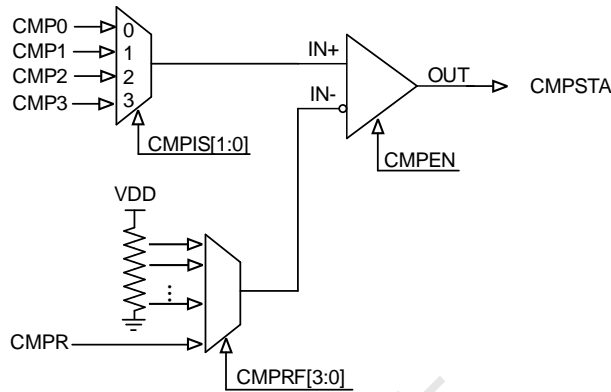 CMP0
0
CMP1
1
CMP2
2
CMP3
3
CMPIS[1:0]
IN+
IN-
OUT
CMPSTA
CMPEN
VDD
...
CMPR
CMPRF[3:0]